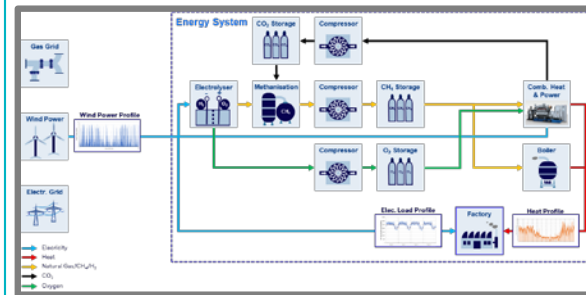 Energy System
CO₂ Storage
Compressor
Gas Grid
Electrolyser
Methanisation
Compressor
CH₄ Storage
Comb. Heat
& Power
Wind Power
Wind Power Profile
Compressor
O₂ Storage
Boiler
Electr. Grid
Elec. Load Profile
Factory
Heat Profile
Electricity
Heat
Natural Gas/CH₄/H₂
CO₂
Oxygen